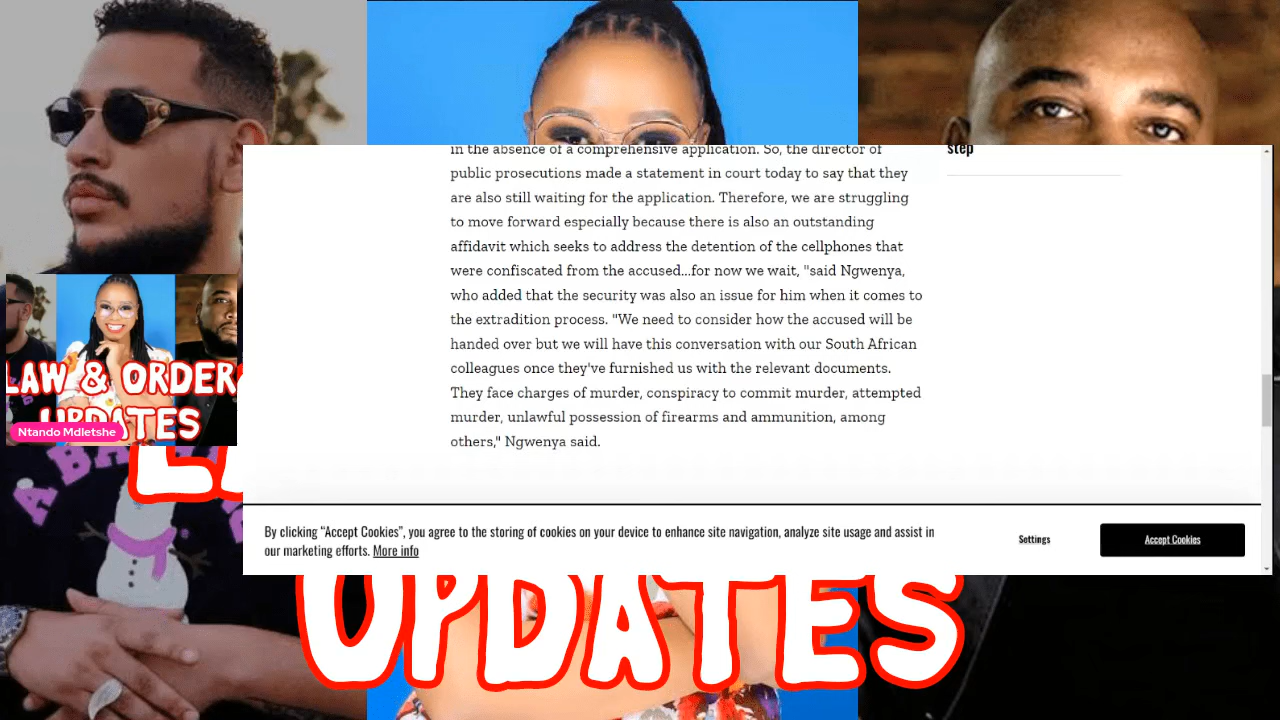 in the absence of a comprehensive application. So, the director of
public prosecutions made a statement in court today to say that they
are also still waiting for the application. Therefore, we are struggling
to move forward especially because there is also an outstanding
affidavit which seeks to address the detention of the cellphones that
were confiscated from the accused...for now we wait, "said Ngwenya,
who added that the security was also an issue for him when it comes to
the extradition process. "We need to consider how the accused will be
handed over but we will have this conversation with our South African
colleagues once they've furnished us with the relevant documents.
They face charges of murder, conspiracy to commit murder, attempted
murder, unlawful possession of firearms and ammunition, among
others," Ngwenya said.
step
By clicking “Accept Cookies”, you agree to the storing of cookies on your device to enhance site navigation, analyze site usage and assist in
our marketing efforts. More info
Settings
Accept Cookies
LAW & ORDER
UPDATES
Ntando Mdletshe
A BA
UPDATES